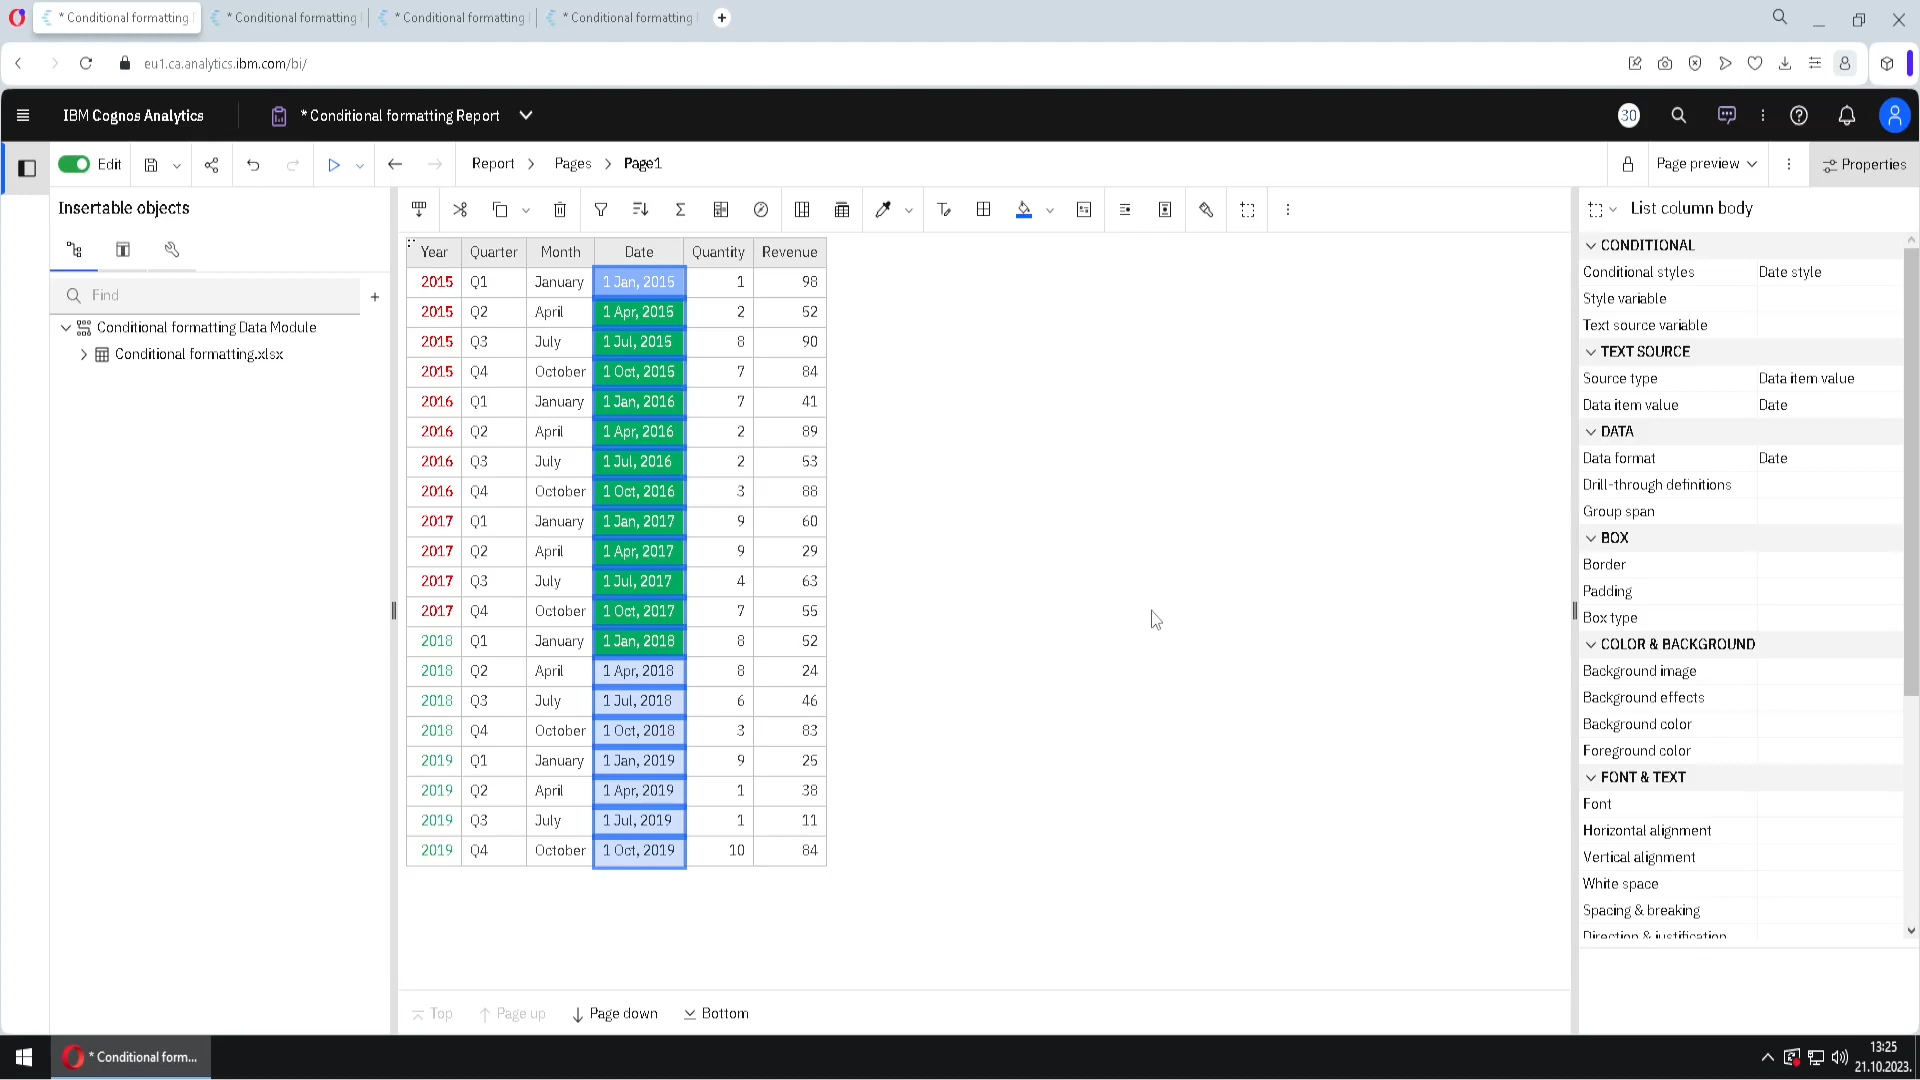 * Conditional formatting
* Conditional formatting
* Conditional formatting
* Conditional formatting
eu1.ca.analytics.ibm.com/bi/
IBM Cognos Analytics
* Conditional formatting Report
30
Edit
Report
Pages
Page1
Page preview
Properties
Insertable objects
List column body
Find
Conditional formatting Data Module
Conditional formatting.xlsx
Year Quarter Month Date Quantity Revenue
2015 Q1 January 1 Jan, 2015 1 98
2015 Q2 April 1 Apr, 2015 2 52
2015 Q3 July 1 Jul, 2015 8 90
2015 Q4 October 1 Oct, 2015 7 84
2016 Q1 January 1 Jan, 2016 7 41
2016 Q2 April 1 Apr, 2016 2 89
2016 Q3 July 1 Jul, 2016 2 53
2016 Q4 October 1 Oct, 2016 3 88
2017 Q1 January 1 Jan, 2017 9 60
2017 Q2 April 1 Apr, 2017 9 29
2017 Q3 July 1 Jul, 2017 4 63
2017 Q4 October 1 Oct, 2017 7 55
2018 Q1 January 1 Jan, 2018 8 52
2018 Q2 April 1 Apr, 2018 8 24
2018 Q3 July 1 Jul, 2018 6 46
2018 Q4 October 1 Oct, 2018 3 83
2019 Q1 January 1 Jan, 2019 9 25
2019 Q2 April 1 Apr, 2019 1 38
2019 Q3 July 1 Jul, 2019 1 11
2019 Q4 October 1 Oct, 2019 10 84
Top
Page up
Page down
Bottom
CONDITIONAL
Conditional styles Date style
Style variable
Text source variable
TEXT SOURCE
Source type Data item value
Data item value Date
DATA
Data format Date
Drill-through definitions
Group span
BOX
Border
Padding
Box type
COLOR & BACKGROUND
Background image
Background effects
Background color
Foreground color
FONT & TEXT
Font
Horizontal alignment
Vertical alignment
White space
Spacing & breaking
Direction & justification
* Conditional form...
13:25
21.10.2023.